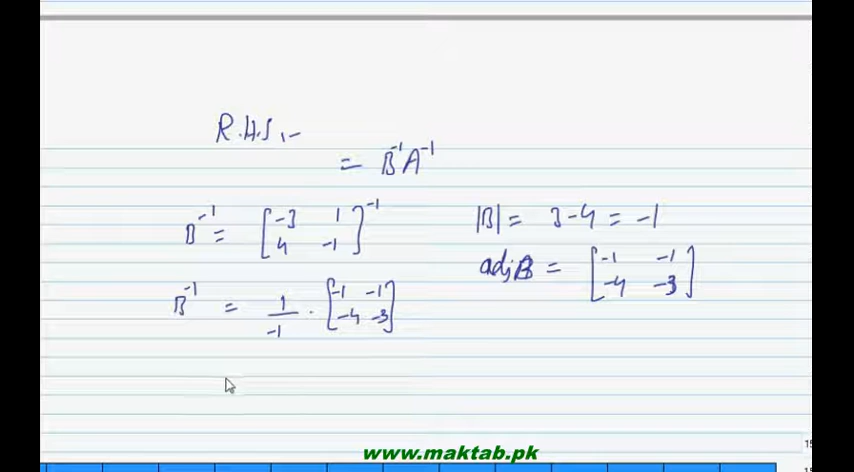 R.H.S :-
= B⁻¹A⁻¹
B⁻¹ = [-3 1; 4 -1]⁻¹
|B| = 3-4 = -1
adjB = [-1 -1; -4 -3]
B⁻¹ = 1/-1 · [-1 -1; -4 -3]
www.maktab.pk